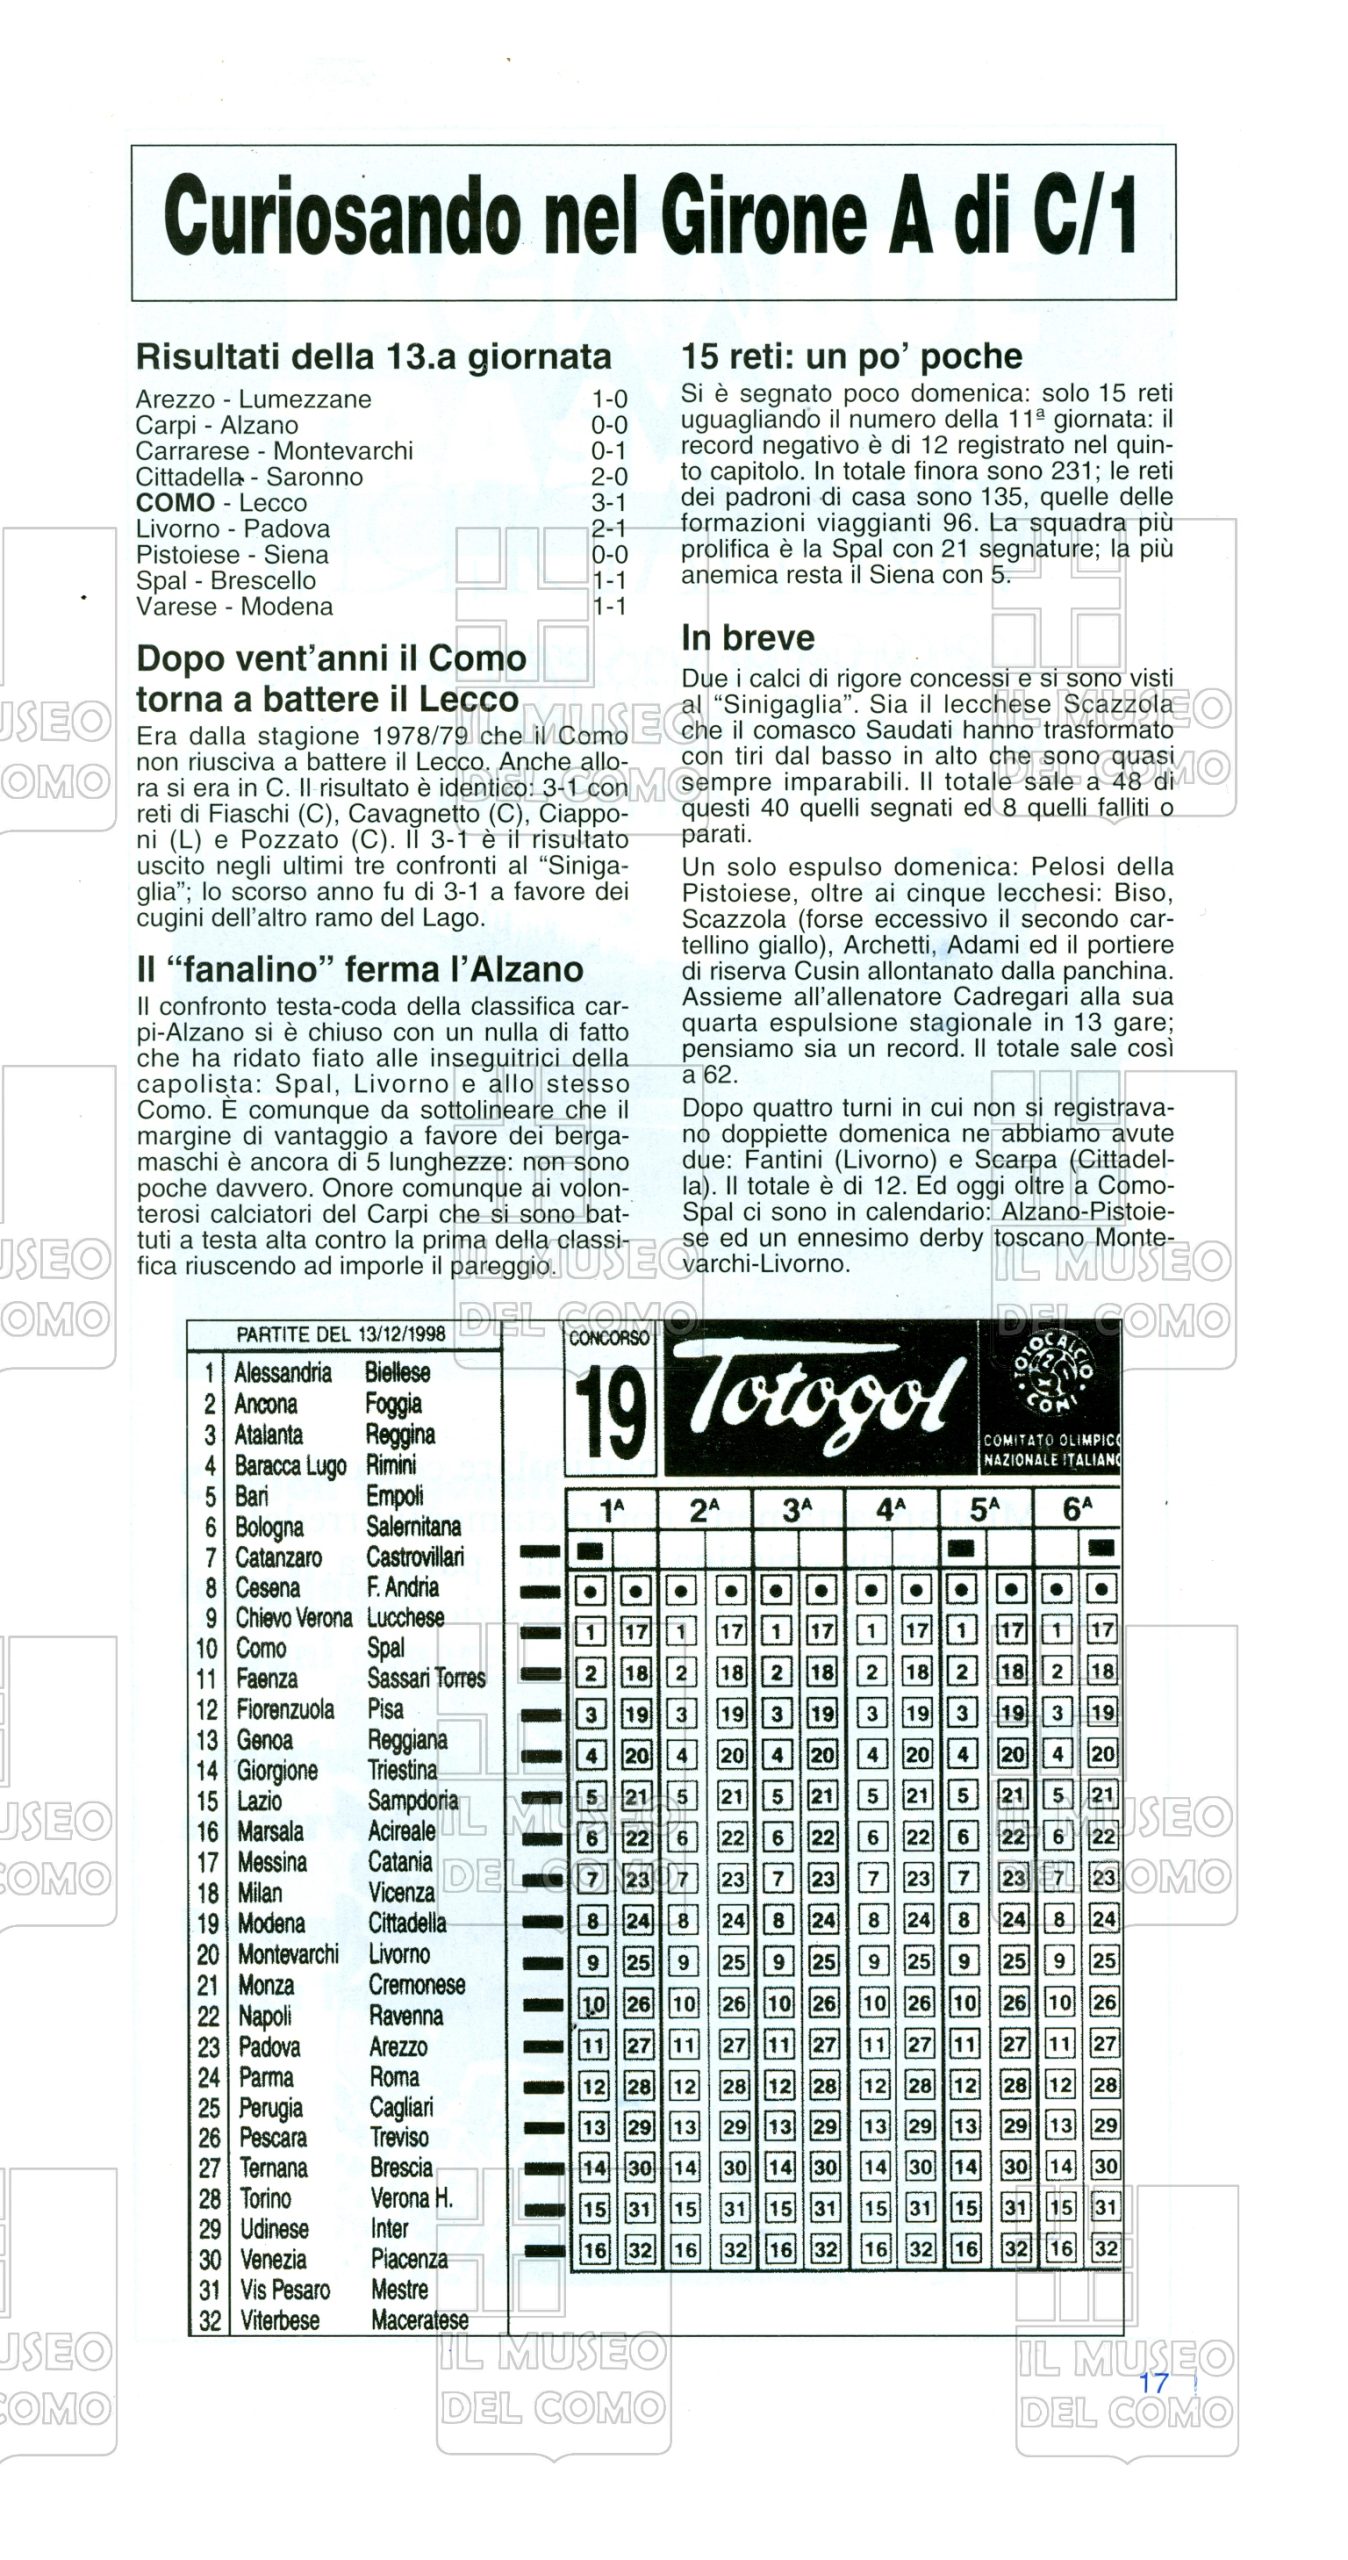 Curiosando nel Girone A di C/1
Risultati della 13.a giornata
Arezzo - Lumezzane 1-0
Carpi - Alzano 0-0
Carrarese - Montevarchi 0-1
Cittadella - Saronno 2-0
COMO - Lecco 3-1
Livorno - Padova 2-1
Pistoiese - Siena 0-0
Spal - Brescello 1-1
Varese - Modena 1-1
Dopo vent'anni il Como
torna a battere il Lecco
Era dalla stagione 1978/79 che il Como
non riusciva a battere il Lecco. Anche allo-
ra si era in C. Il risultato è identico: 3-1 con
reti di Fiaschi (C), Cavagnetto (C), Ciappo-
ni (L) e Pozzato (C). Il 3-1 è il risultato
uscito negli ultimi tre confronti al “Siniga-
glia”; lo scorso anno fu di 3-1 a favore dei
cugini dell'altro ramo del Lago.
Il “fanalino” ferma l'Alzano
Il confronto testa-coda della classifica car-
pi-Alzano si è chiuso con un nulla di fatto
che ha ridato fiato alle inseguitrici della
capolista: Spal, Livorno e allo stesso
Como. È comunque da sottolineare che il
margine di vantaggio a favore dei berga-
maschi è ancora di 5 lunghezze: non sono
poche davvero. Onore comunque ai volon-
terosi calciatori del Carpi che si sono bat-
tuti a testa alta contro la prima della classi-
fica riuscendo ad imporle il pareggio.
15 reti: un po' poche
Si è segnato poco domenica: solo 15 reti
uguagliando il numero della 11ª giornata: il
record negativo è di 12 registrato nel quin-
to capitolo. In totale finora sono 231; le reti
dei padroni di casa sono 135, quelle delle
formazioni viaggianti 96. La squadra più
prolifica è la Spal con 21 segnature; la più
anemica resta il Siena con 5.
In breve
Due i calci di rigore concessi e si sono visti
al “Sinigaglia”. Sia il lecchese Scazzola
che il comasco Saudati hanno trasformato
con tiri dal basso in alto che sono quasi
sempre imparabili. Il totale sale a 48 di
questi 40 quelli segnati ed 8 quelli falliti o
parati.
Un solo espulso domenica: Pelosi della
Pistoiese, oltre ai cinque lecchesi: Biso,
Scazzola (forse eccessivo il secondo car-
tellino giallo), Archetti, Adami ed il portiere
di riserva Cusin allontanato dalla panchina.
Assieme all'allenatore Cadregari alla sua
quarta espulsione stagionale in 13 gare;
pensiamo sia un record. Il totale sale così
a 62.
Dopo quattro turni in cui non si registrava-
no doppiette domenica ne abbiamo avute
due: Fantini (Livorno) e Scarpa (Cittadel-
la). Il totale è di 12. Ed oggi oltre a Como-
Spal ci sono in calendario: Alzano-Pistoie-
se ed un ennesimo derby toscano Monte-
varchi-Livorno.
PARTITE DEL 13/12/1998
1 Alessandria Biellese
2 Ancona Foggia
3 Atalanta Reggina
4 Baracca Lugo Rimini
5 Bari Empoli
6 Bologna Salernitana
7 Catanzaro Castrovillari
8 Cesena F. Andria
9 Chievo Verona Lucchese
10 Como Spal
11 Faenza Sassari Torres
12 Fiorenzuola Pisa
13 Genoa Reggiana
14 Giorgione Triestina
15 Lazio Sampdoria
16 Marsala Acireale
17 Messina Catania
18 Milan Vicenza
19 Modena Cittadella
20 Montevarchi Livorno
21 Monza Cremonese
22 Napoli Ravenna
23 Padova Arezzo
24 Parma Roma
25 Perugia Cagliari
26 Pescara Treviso
27 Ternana Brescia
28 Torino Verona H.
29 Udinese Inter
30 Venezia Piacenza
31 Vis Pesaro Mestre
32 Viterbese Maceratese
CONCORSO
19
Totogol
TOTOCALCIO
1 X 2
CONI
COMITATO OLIMPICO
NAZIONALE ITALIANO
1A 2A 3A 4A 5A 6A
1 17 1 17 1 17 1 17 1 17 1 17
2 18 2 18 2 18 2 18 2 18 2 18
3 19 3 19 3 19 3 19 3 19 3 19
4 20 4 20 4 20 4 20 4 20 4 20
5 21 5 21 5 21 5 21 5 21 5 21
6 22 6 22 6 22 6 22 6 22 6 22
7 23 7 23 7 23 7 23 7 23 7 23
8 24 8 24 8 24 8 24 8 24 8 24
9 25 9 25 9 25 9 25 9 25 9 25
10 26 10 26 10 26 10 26 10 26 10 26
11 27 11 27 11 27 11 27 11 27 11 27
12 28 12 28 12 28 12 28 12 28 12 28
13 29 13 29 13 29 13 29 13 29 13 29
14 30 14 30 14 30 14 30 14 30 14 30
15 31 15 31 15 31 15 31 15 31 15 31
16 32 16 32 16 32 16 32 16 32 16 32
17
IL MUSEO
DEL COMO